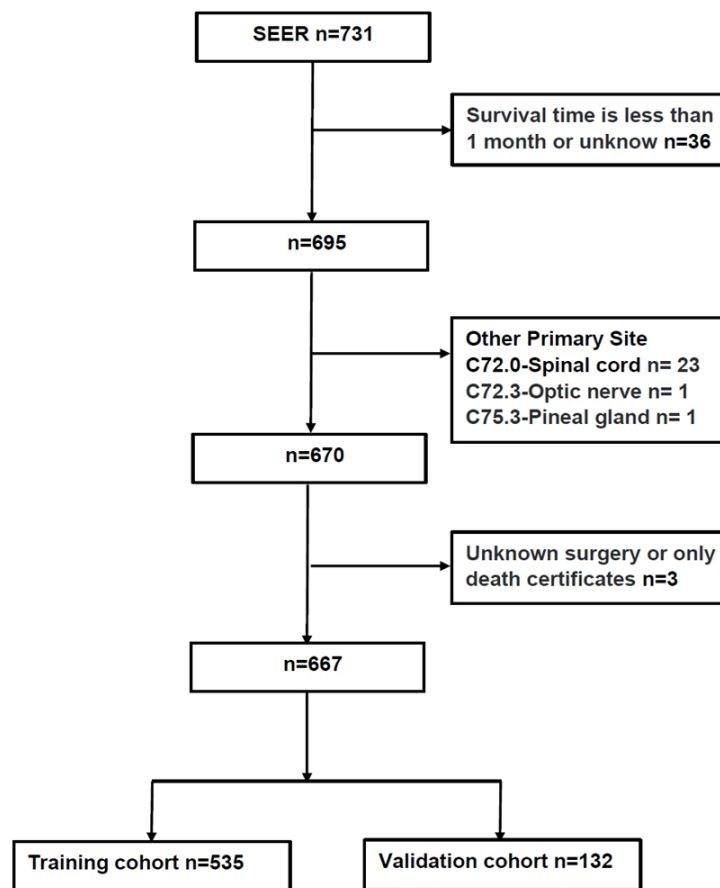 SEER n=731
Survival time is less than
1 month or unknow n=36
n=695
Other Primary Site
C72.0-Spinal cord n= 23
C72.3-Optic nerve n= 1
C75.3-Pineal gland n= 1
n=670
Unknown surgery or only
death certificates n=3
n=667
Training cohort n=535
Validation cohort n=132